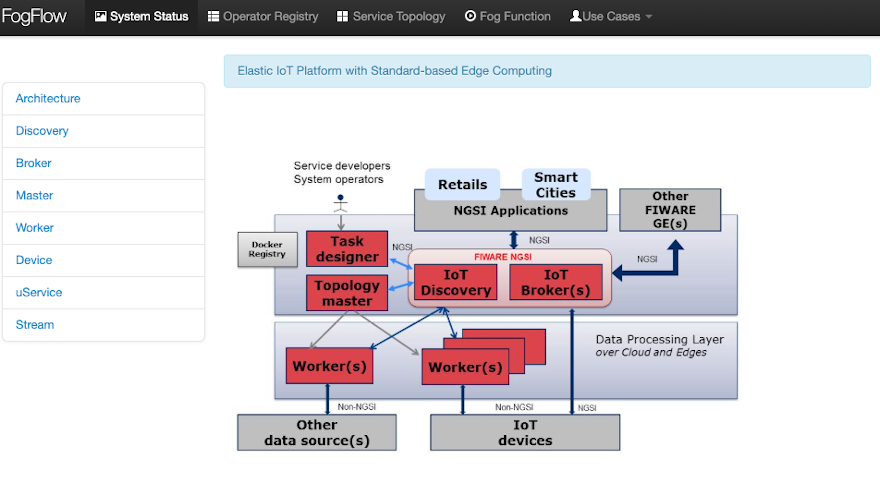 FogFlow
System Status
Operator Registry
Service Topology
Fog Function
Use Cases
Architecture
Discovery
Broker
Master
Worker
Device
uService
Stream
Elastic IoT Platform with Standard-based Edge Computing
Service developers
System operators
Retails
Smart
Cities
NGSI Applications
Other
FIWARE
GE(s)
Docker
Registry
Task
designer
NGSI
NGSI
NGSI
FIWARE NGSI
IoT
Discovery
IoT
Broker(s)
Topology
master
Data Processing Layer
over Cloud and Edges
Worker(s)
Worker(s)
Non-NGSI
Non-NGSI
NGSI
Other
data source(s)
IoT
devices